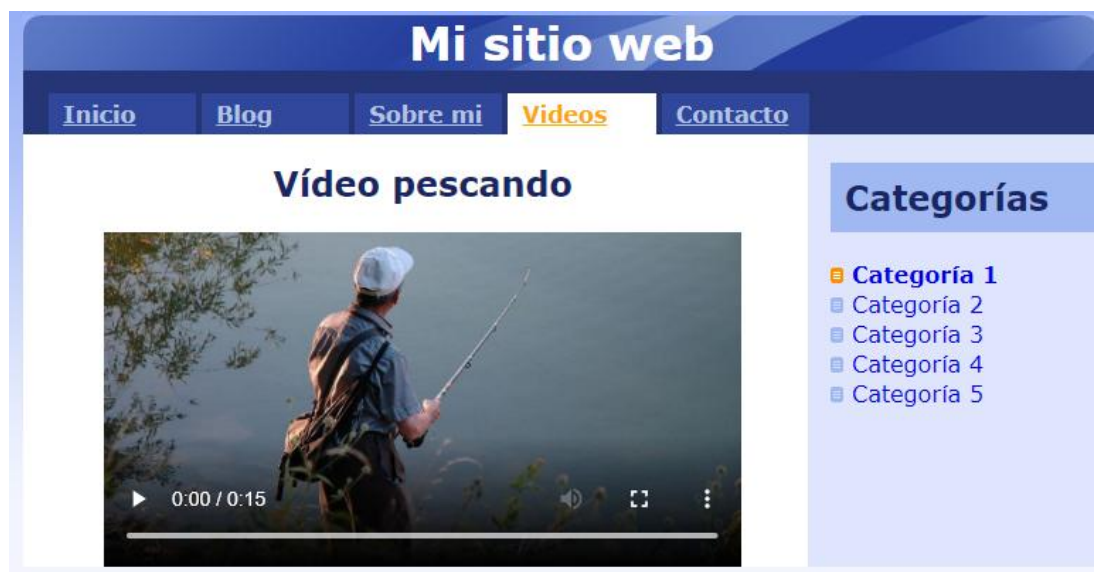 Mi sitio web
Inicio
Blog
Sobre mi
Videos
Contacto
Vídeo pescando
0:00 / 0:15
Categorías
Categoría 1
Categoría 2
Categoría 3
Categoría 4
Categoría 5